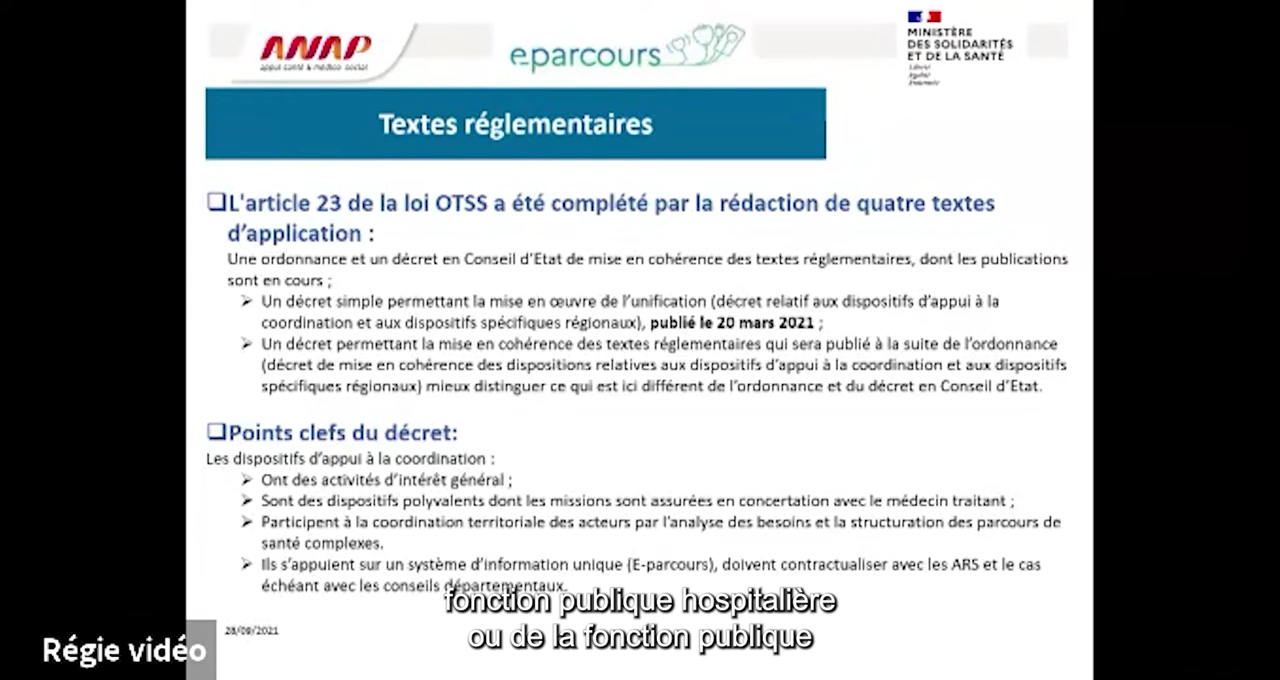 ANAP
appui santé & médico social
eparcours
MINISTÈRE
DES SOLIDARITÉS
ET DE LA SANTÉ
Liberté
Égalité
Fraternité
Textes réglementaires
❑L'article 23 de la loi OTSS a été complété par la rédaction de quatre textes
d’application :
Une ordonnance et un décret en Conseil d’Etat de mise en cohérence des textes réglementaires, dont les publications
sont en cours ;
➢ Un décret simple permettant la mise en œuvre de l’unification (décret relatif aux dispositifs d’appui à la
coordination et aux dispositifs spécifiques régionaux), publié le 20 mars 2021 ;
➢ Un décret permettant la mise en cohérence des textes réglementaires qui sera publié à la suite de l’ordonnance
(décret de mise en cohérence des dispositions relatives aux dispositifs d’appui à la coordination et aux dispositifs
spécifiques régionaux) mieux distinguer ce qui est ici différent de l’ordonnance et du décret en Conseil d’Etat.
❑Points clefs du décret:
Les dispositifs d’appui à la coordination :
➢ Ont des activités d’intérêt général ;
➢ Sont des dispositifs polyvalents dont les missions sont assurées en concertation avec le médecin traitant ;
➢ Participent à la coordination territoriale des acteurs par l’analyse des besoins et la structuration des parcours de
santé complexes.
➢ Ils s’appuient sur un système d’information unique (E-parcours), doivent contractualiser avec les ARS et le cas
échéant avec les conseils départementaux.
fonction publique hospitalière
ou de la fonction publique
28/09/2021
Régie vidéo